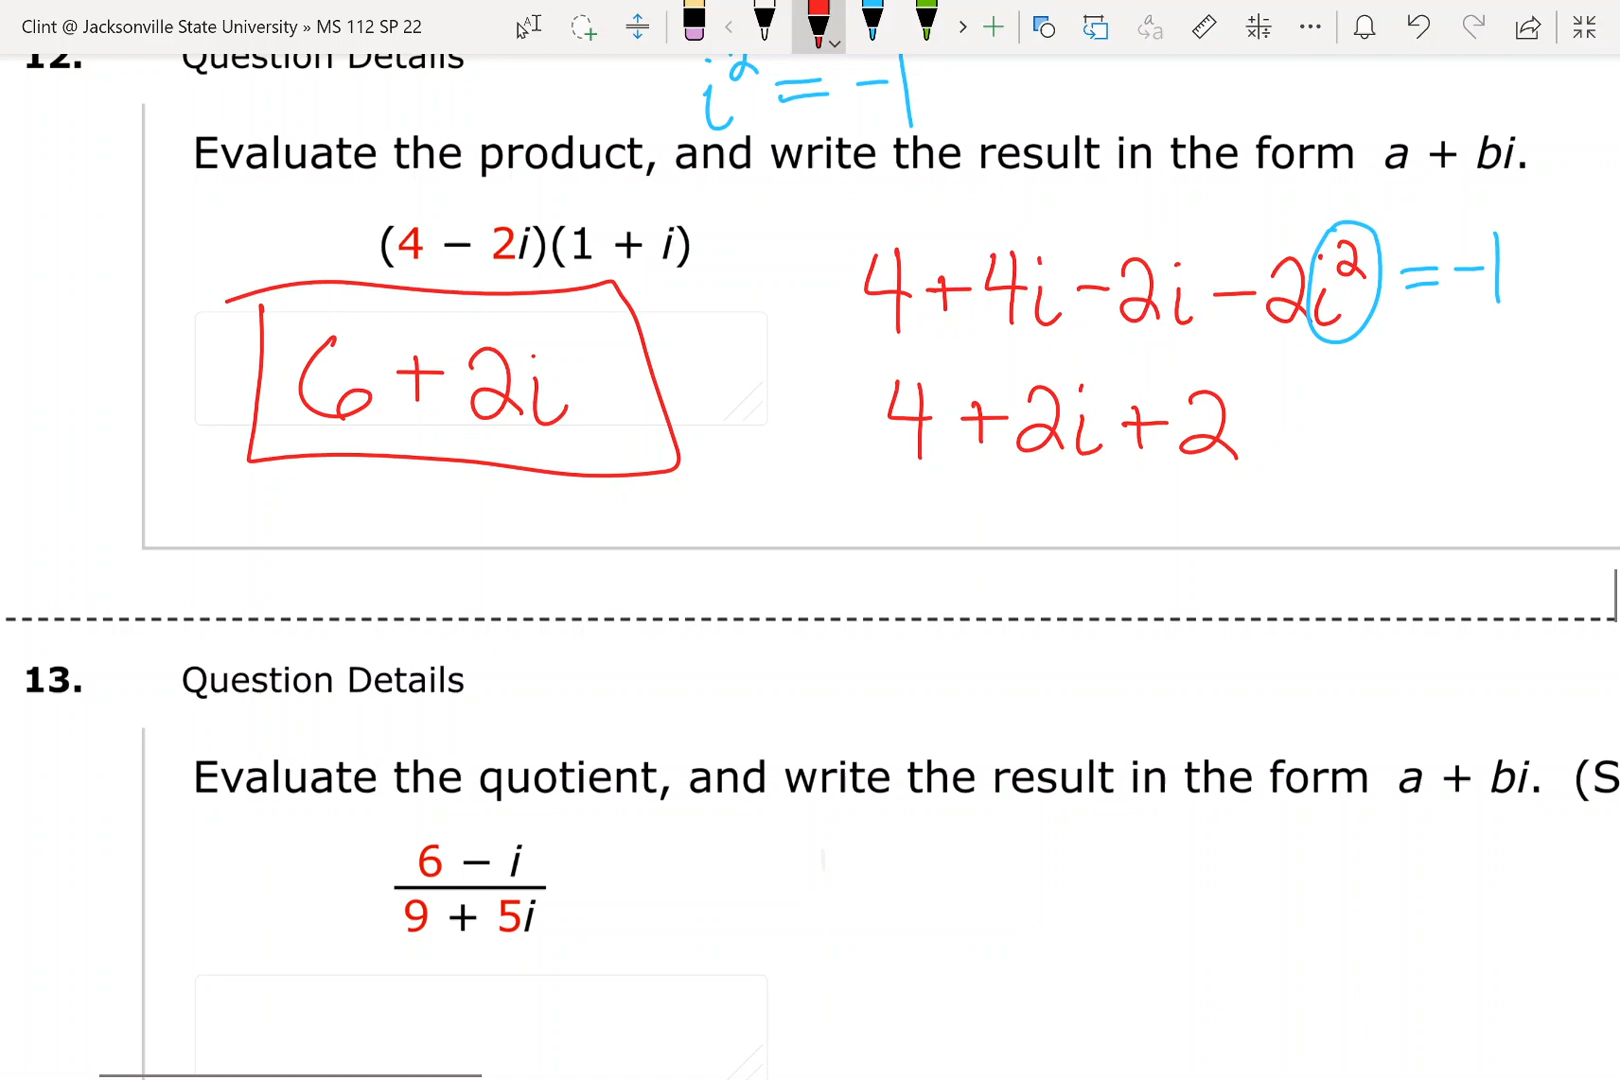 Clint @ Jacksonville State University » MS 112 SP 22
12. Question Details
i² = -1
Evaluate the product, and write the result in the form a + bi.
(4 − 2i)(1 + i)
4 + 4i - 2i - 2i² = -1
6 + 2i
4 + 2i + 2
13. Question Details
Evaluate the quotient, and write the result in the form a + bi. (S
6 − i
9 + 5i